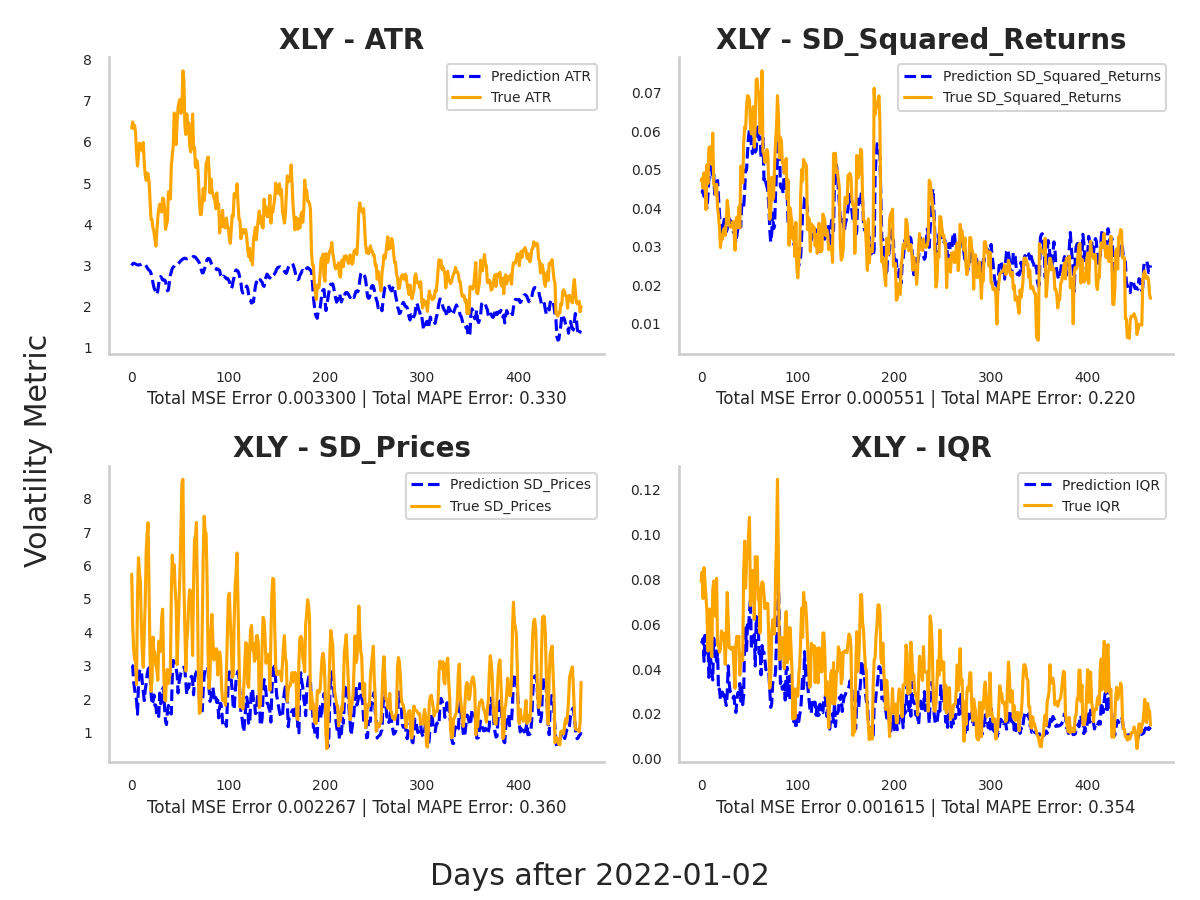 XLY - ATR
8
7
6
5
4
3
2
1
Prediction ATR
True ATR
0
100
200
300
400
Total MSE Error 0.003300 | Total MAPE Error: 0.330
XLY - SD_Squared_Returns
0.07
0.06
0.05
0.04
0.03
0.02
0.01
Prediction SD_Squared_Returns
True SD_Squared_Returns
0
100
200
300
400
Total MSE Error 0.000551 | Total MAPE Error: 0.220
Volatility Metric
XLY - SD_Prices
8
7
6
5
4
3
2
1
Prediction SD_Prices
True SD_Prices
0
100
200
300
400
Total MSE Error 0.002267 | Total MAPE Error: 0.360
XLY - IQR
0.12
0.10
0.08
0.06
0.04
0.02
0.00
Prediction IQR
True IQR
0
100
200
300
400
Total MSE Error 0.001615 | Total MAPE Error: 0.354
Days after 2022-01-02